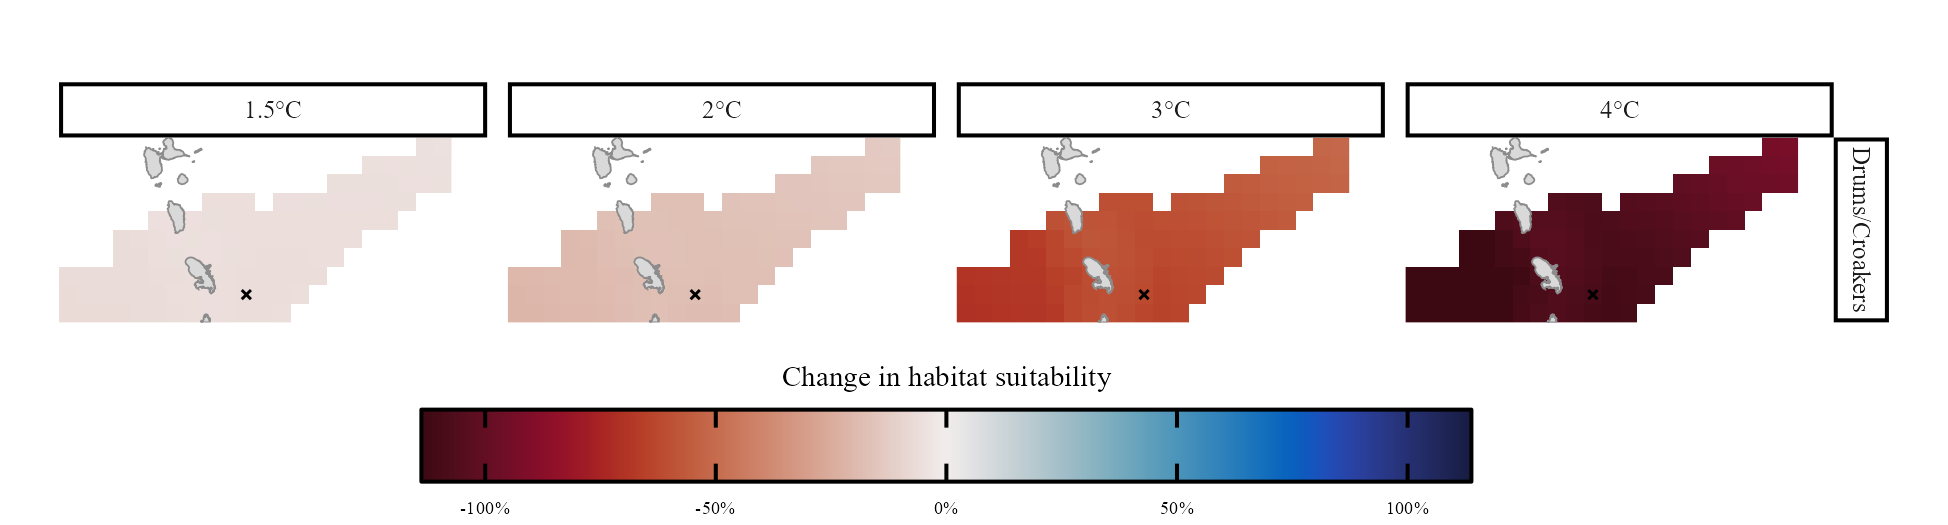 1.5°C
2°C
3°C
4°C
Drums/Croakers
Change in habitat suitability
-100%
-50%
0%
50%
100%